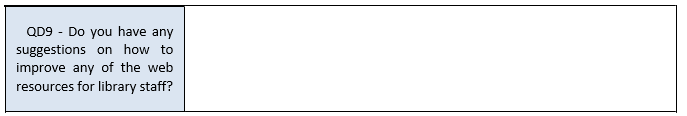 QD9 - Do you have any
suggestions on how to
improve any of the web
resources for library staff?